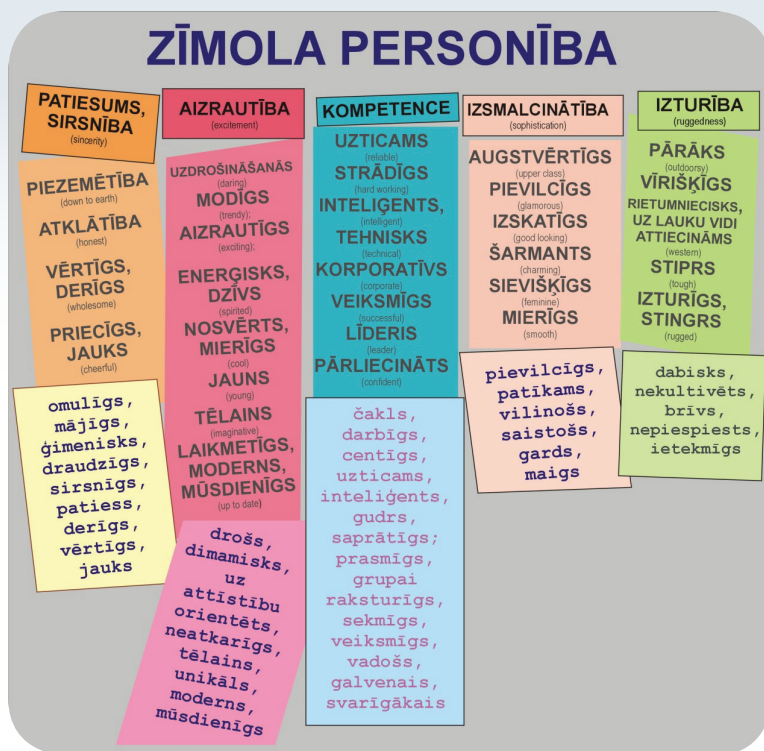 ZĪMOLA PERSONĪBA
PATIESUMS,
SIRSNĪBA
(sincerity)
PIEZEMĒTĪBA
(down to earth)
ATKLĀTĪBA
(honest)
VĒRTĪGS,
DERĪGS
(wholesome)
PRIECĪGS,
JAUKS
(cheerful)
omulīgs,
mājīgs,
ģimenisks,
draudzīgs,
sirsnīgs,
patiess,
derīgs,
vērtīgs,
jauks
AIZRAUTĪBA
(excitement)
UZDROŠINĀŠANĀS
(daring)
MODĪGS
(trendy);
AIZRAUTĪGS
(exciting);
ENERĢISKS,
DZĪVS
(spirited)
NOSVĒRTS,
MIERĪGS
(cool)
JAUNS
(young)
TĒLAINS
(imaginative)
LAIKMETĪGS,
MODERNS,
MŪSDIENĪGS
(up to date)
drošs,
dimamisks,
uz
attīstību
orientēts,
neatkarīgs,
tēlains,
unikāls,
moderns,
mūsdienīgs
KOMPETENCE
UZTICAMS
(reliable)
STRĀDĪGS
(hard working)
INTELIĢENTS,
(intelligent)
TEHNISKS
(technical)
KORPORATĪVS
(corporate)
VEIKSMĪGS
(successful)
LĪDERIS
(leader)
PĀRLIECINĀTS
(confident)
čakls,
darbīgs,
centīgs,
uzticams,
inteliģents,
gudrs,
saprātīgs;
prasmīgs,
grupai
raksturīgs,
sekmīgs,
veiksmīgs,
vadošs,
galvenais,
svarīgākais
IZSMALCINĀTĪBA
(sophistication)
AUGSTVĒRTĪGS
(upper class)
PIEVILCĪGS
(glamorous)
IZSKATĪGS
(good looking)
ŠARMANTS
(charming)
SIEVIŠĶĪGS
(feminine)
MIERĪGS
(smooth)
pievilcīgs,
patīkams,
vilinošs,
saistošs,
gards,
maigs
IZTURĪBA
(ruggedness)
PĀRĀKS
(outdoorsy)
VĪRIŠĶĪGS
RIETUMNIECISKS,
UZ LAUKU VIDI
ATTIECINĀMS
(western)
STIPRS
(tough)
IZTURĪGS,
STINGRS
(rugged)
dabisks,
nekultivēts,
brīvs,
nepiespiests,
ietekmīgs